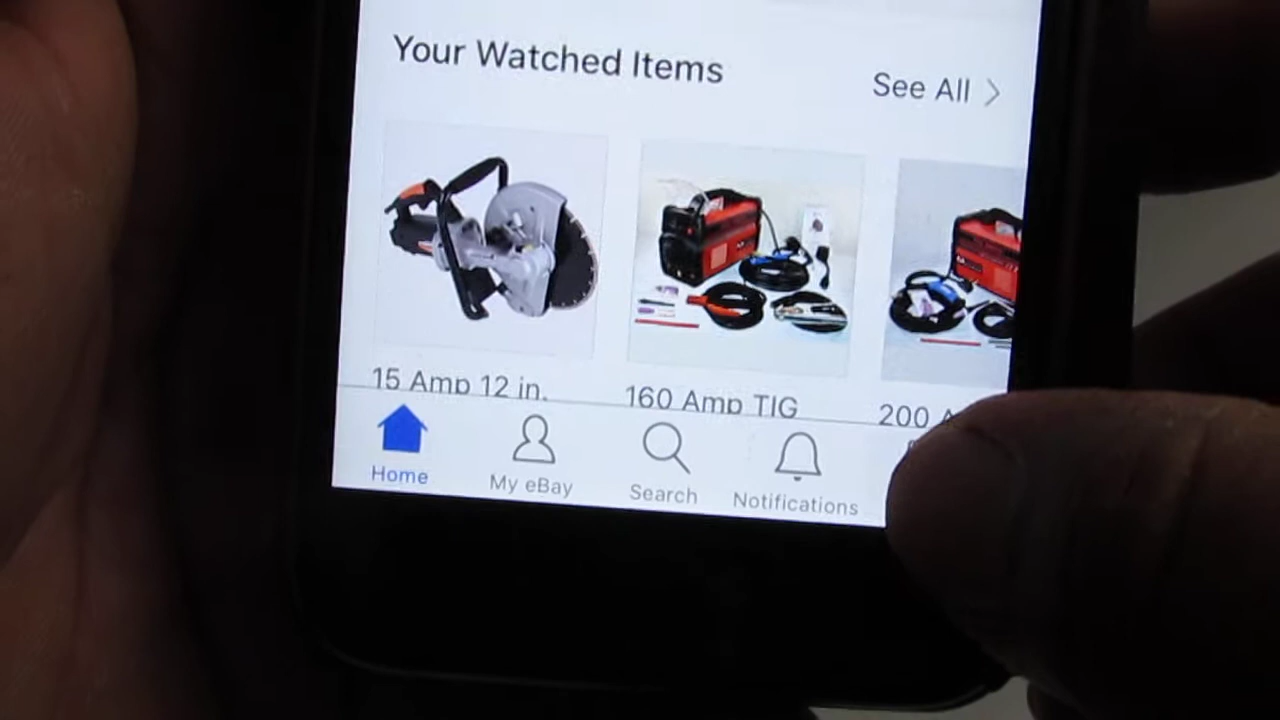 Your Watched Items
See All
15 Amp 12 in.
160 Amp TIG
200
Home
My eBay
Search
Notifications